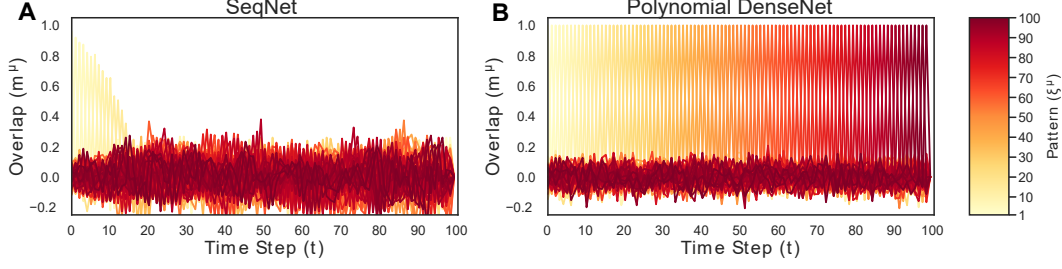 A
SeqNet
Overlap (m μ)
1.0
0.8
0.6
0.4
0.2
0.0
−0.2
0 10 20 30 40 50 60 70 80 90 100
Time Step (t)
B
Polynomial DenseNet
Overlap (m μ)
1.0
0.8
0.6
0.4
0.2
0.0
−0.2
0 10 20 30 40 50 60 70 80 90 100
Time Step (t)
100
90
80
70
60
50
40
30
20
10
1
Pattern (ξ μ)